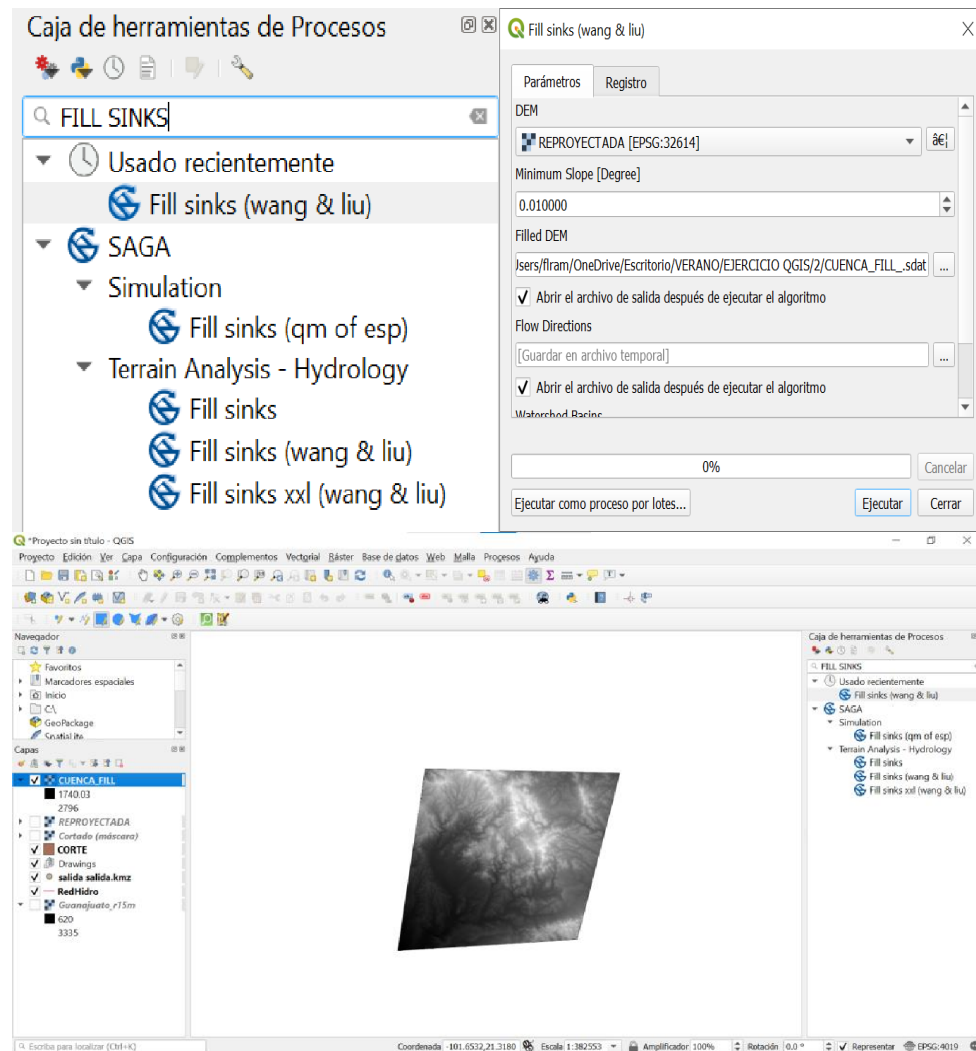 Caja de herramientas de Procesos
FILL SINKS
Usado recientemente
Fill sinks (wang & liu)
SAGA
Simulation
Fill sinks (qm of esp)
Terrain Analysis - Hydrology
Fill sinks
Fill sinks (wang & liu)
Fill sinks xxl (wang & liu)
Fill sinks (wang & liu)
Parámetros Registro
DEM
REPROYECTADA [EPSG:32614]
â€¦
Minimum Slope [Degree]
0.010000
Filled DEM
Jsers/flram/OneDrive/Escritorio/VERANO/EJERCICIO QGIS/2/CUENCA_FILL_.sdat ...
Abrir el archivo de salida después de ejecutar el algoritmo
Flow Directions
[Guardar en archivo temporal] ...
Abrir el archivo de salida después de ejecutar el algoritmo
Watershed Basins
0% Cancelar
Ejecutar como proceso por lotes... Ejecutar Cerrar
*Proyecto sin título - QGIS
Proyecto Edición Ver Capa Configuración Complementos Vectorial Ráster Base de datos Web Malla Procesos Ayuda
Navegador
Favoritos
Marcadores espaciales
Inicio
C:\
GeoPackage
SpatiaLite
Capas
CUENCA_FILL
1740.03
2796
REPROYECTADA
Cortado (máscara)
CORTE
Drawings
salida salida.kmz
RedHidro
Guanajuato_r15m
620
3335
Caja de herramientas de Procesos
FILL SINKS
Usado recientemente
Fill sinks (wang & liu)
SAGA
Simulation
Fill sinks (qm of esp)
Terrain Analysis - Hydrology
Fill sinks
Fill sinks (wang & liu)
Fill sinks xxl (wang & liu)
Escriba para localizar (Ctrl+K) Coordenada -101.6532,21.3180 Escala 1:382553 Amplificador 100% Rotación 0.0 ° Representar EPSG:4019